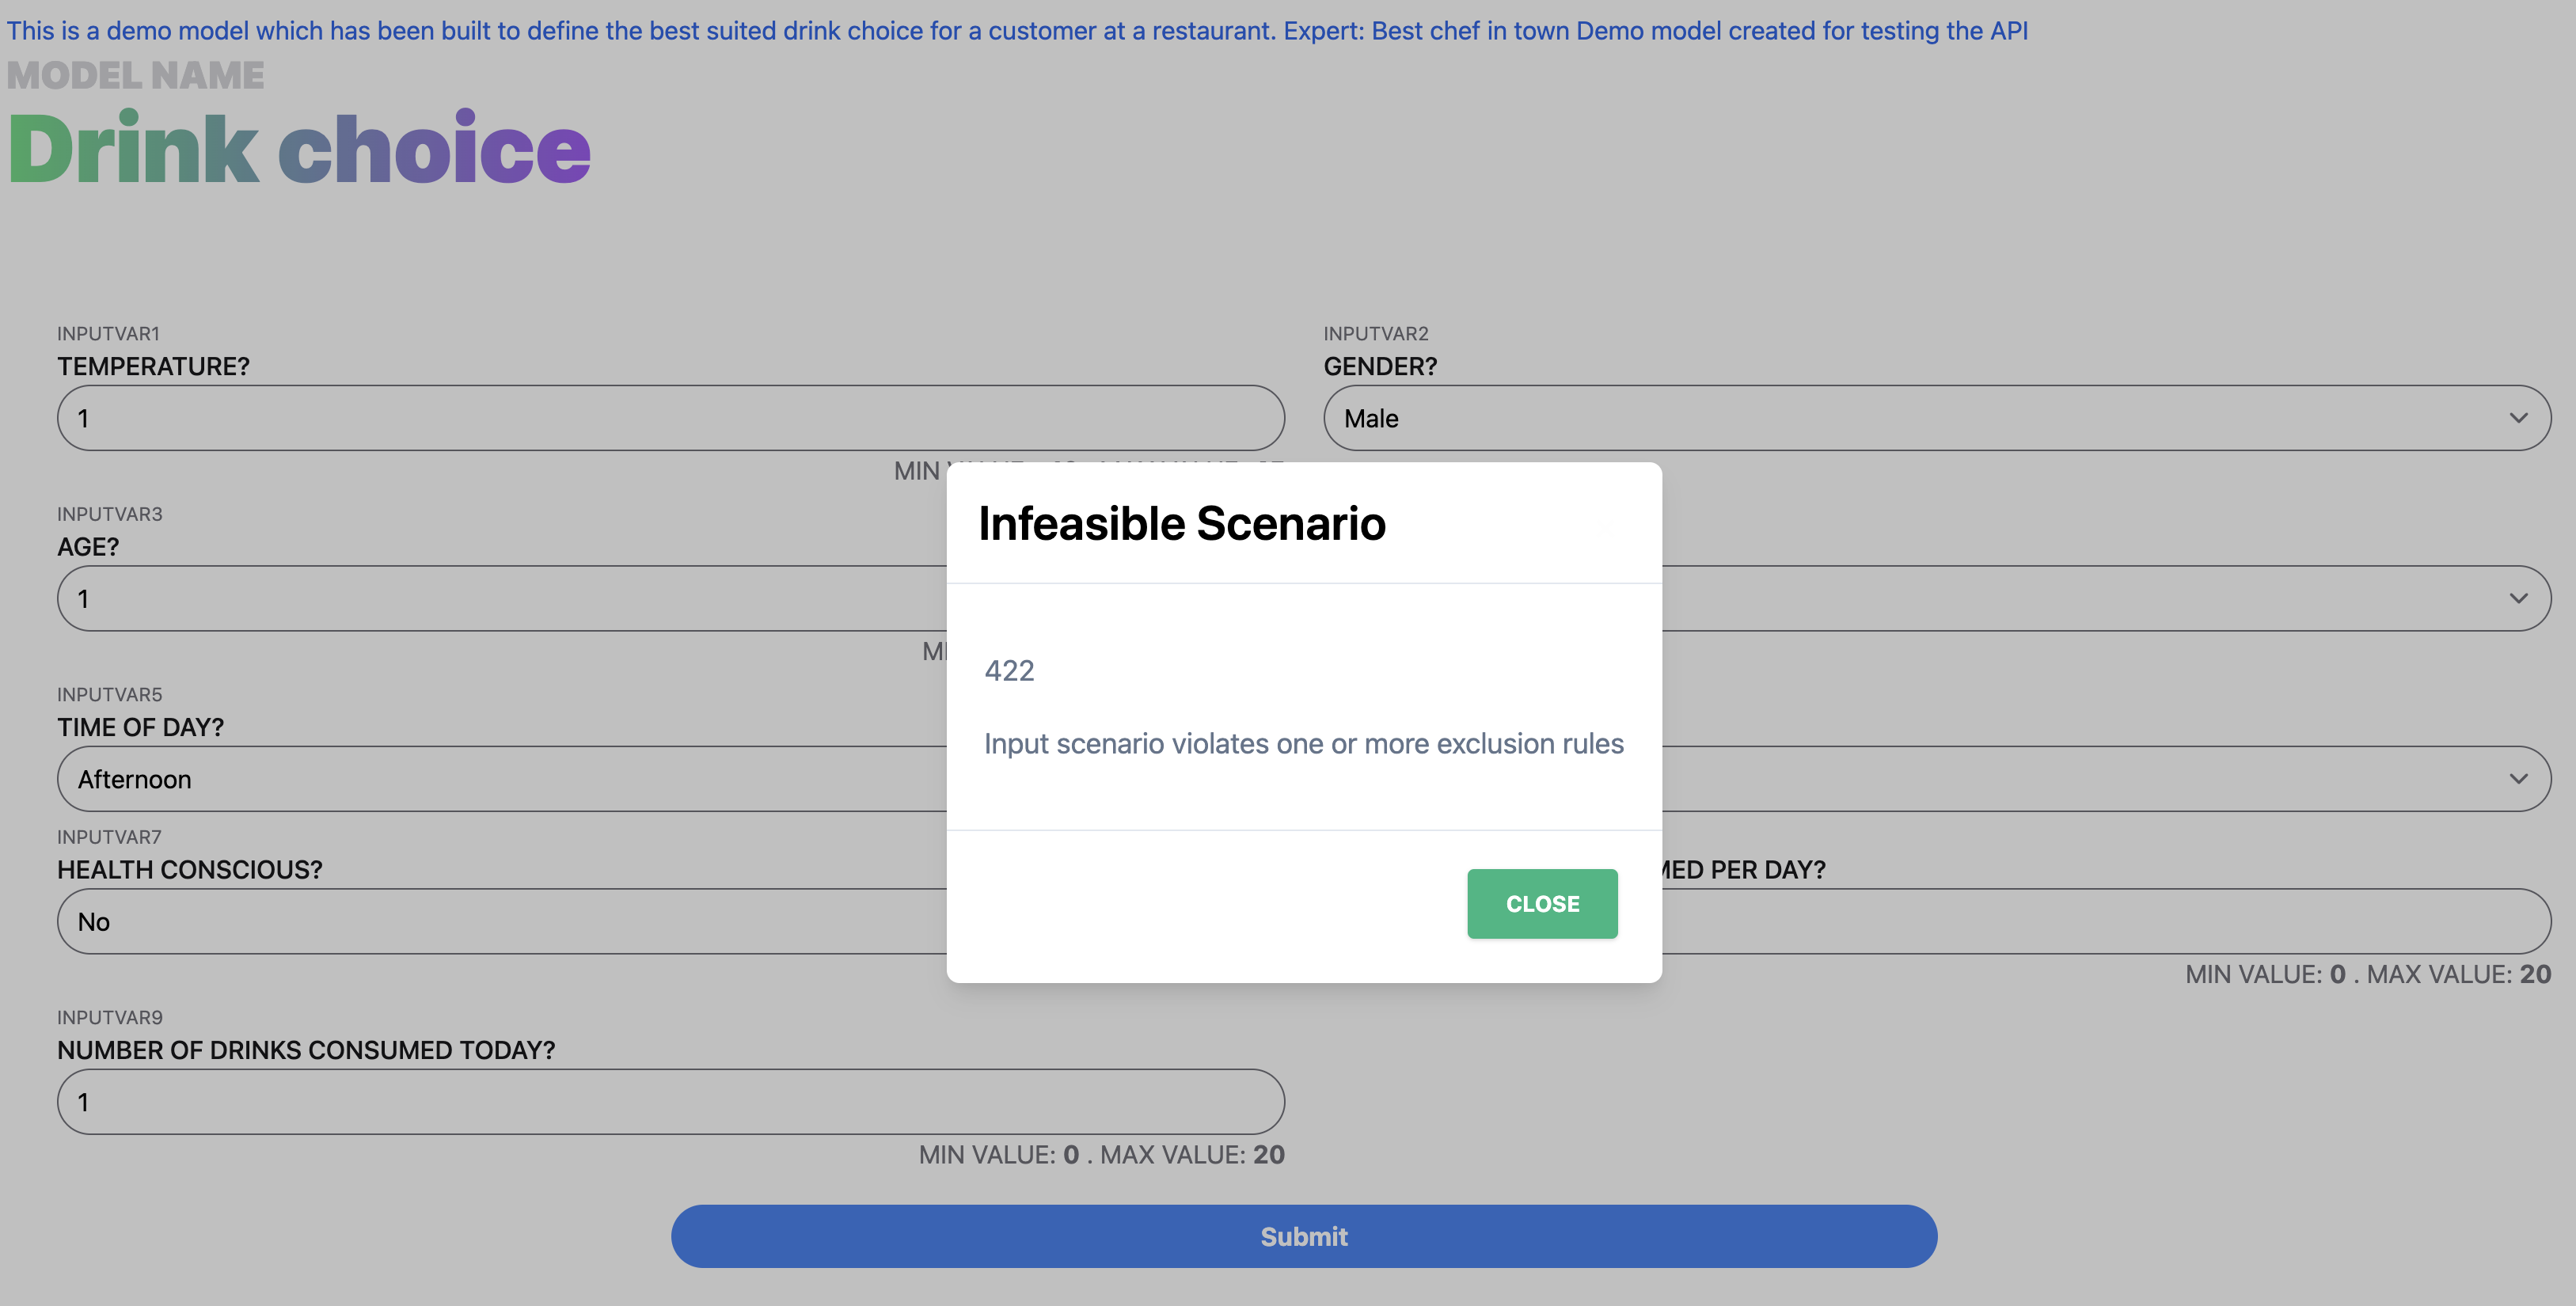 This is a demo model which has been built to define the best suited drink choice for a customer at a restaurant. Expert: Best chef in town Demo model created for testing the API
MODEL NAME
Drink choice
INPUTVAR1
TEMPERATURE?
1
MIN
INPUTVAR2
GENDER?
Male
INPUTVAR3
AGE?
1
INPUTVAR5
TIME OF DAY?
Afternoon
INPUTVAR7
HEALTH CONSCIOUS?
No
PER DAY?
MIN VALUE: 0 . MAX VALUE: 20
INPUTVAR9
NUMBER OF DRINKS CONSUMED TODAY?
1
MIN VALUE: 0 . MAX VALUE: 20
Submit
Infeasible Scenario
422
Input scenario violates one or more exclusion rules
CLOSE